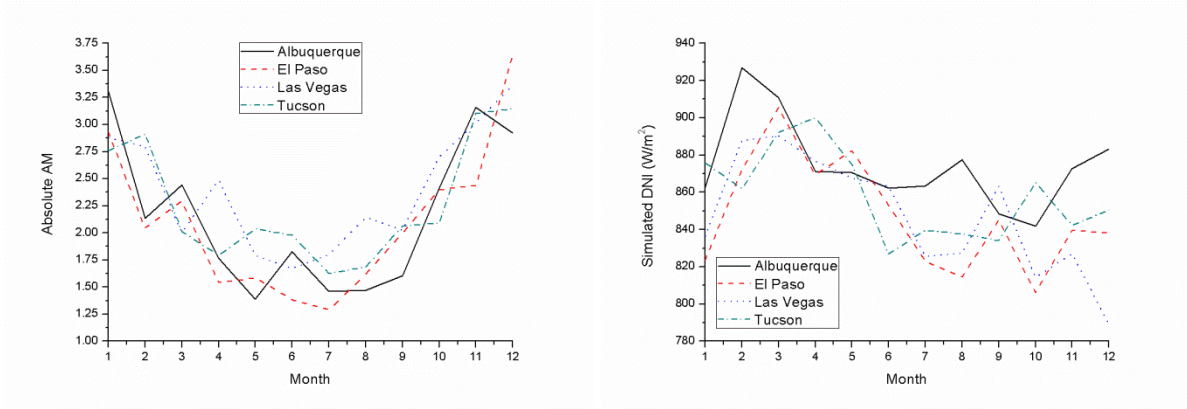 3.75
3.50
3.25
3.00
2.75
2.50
2.25
2.00
1.75
1.50
1.25
1.00
Absolute AM
Albuquerque
El Paso
Las Vegas
Tucson
1 2 3 4 5 6 7 8 9 10 11 12
Month
940
920
900
880
860
840
820
800
780
Simulated DNI (W/m²)
Albuquerque
El Paso
Las Vegas
Tucson
1 2 3 4 5 6 7 8 9 10 11 12
Month